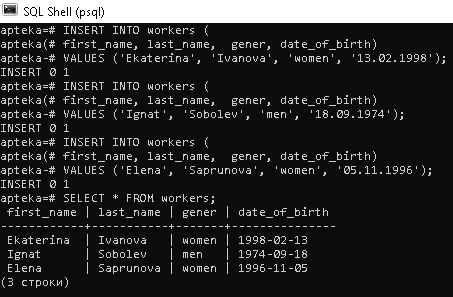 SQL Shell (psql)
apteka=# INSERT INTO workers (
apteka(# first_name, last_name,  gener, date_of_birth)
apteka-# VALUES ('Ekaterina', 'Ivanova', 'women', '13.02.1998');
INSERT 0 1
apteka=# INSERT INTO workers (
apteka(# first_name, last_name,  gener, date_of_birth)
apteka-# VALUES ('Ignat', 'Sobolev', 'men', '18.09.1974');
INSERT 0 1
apteka=# INSERT INTO workers (
apteka(# first_name, last_name,  gener, date_of_birth)
apteka-# VALUES ('Elena', 'Saprunova', 'women', '05.11.1996');
INSERT 0 1
apteka=# SELECT * FROM workers;
 first_name | last_name | gener | date_of_birth
------------+-----------+-------+---------------
 Ekaterina  | Ivanova   | women | 1998-02-13
 Ignat      | Sobolev   | men   | 1974-09-18
 Elena      | Saprunova | women | 1996-11-05
(3 строки)